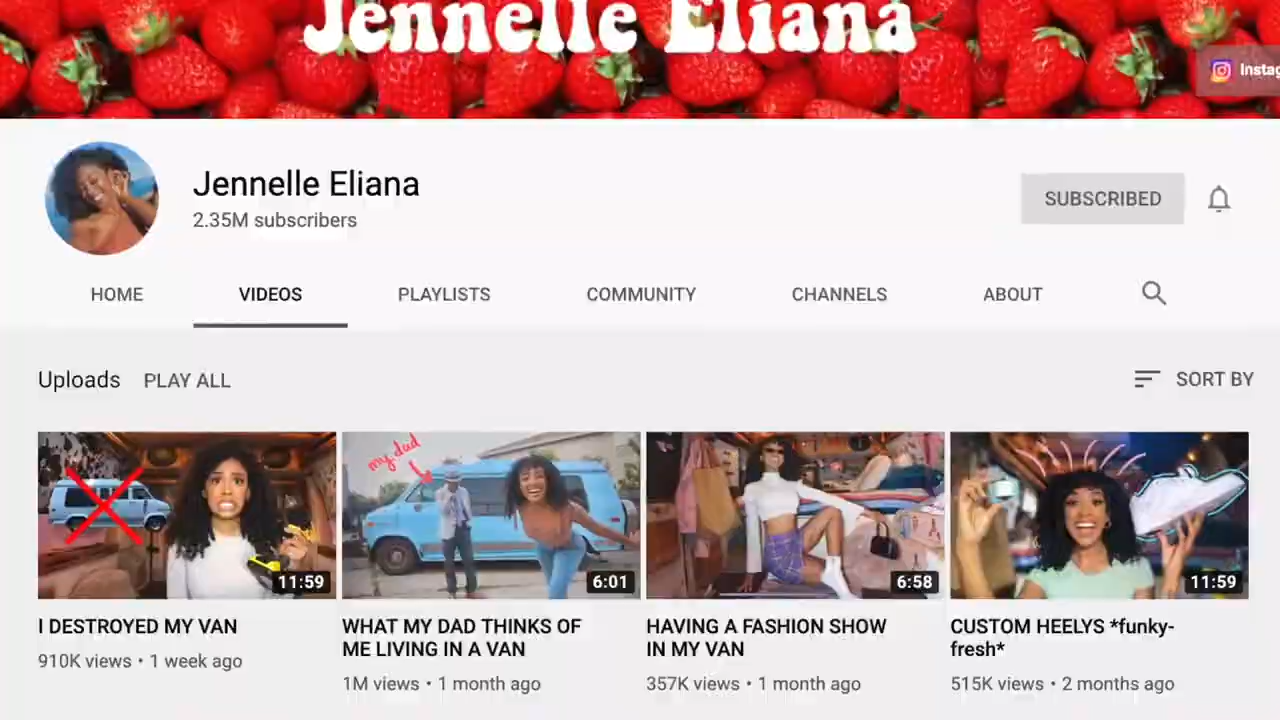 Jennelle Eliana
Instag
Jennelle Eliana
2.35M subscribers
SUBSCRIBED
HOME
VIDEOS
PLAYLISTS
COMMUNITY
CHANNELS
ABOUT
Uploads
PLAY ALL
SORT BY
my dad
11:59
6:01
6:58
11:59
I DESTROYED MY VAN
910K views • 1 week ago
WHAT MY DAD THINKS OF
ME LIVING IN A VAN
1M views • 1 month ago
HAVING A FASHION SHOW
IN MY VAN
357K views • 1 month ago
CUSTOM HEELYS *funky-
fresh*
515K views • 2 months ago